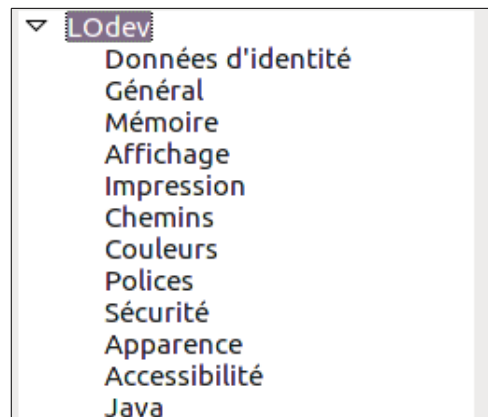 LOdev
Données d'identité
Général
Mémoire
Affichage
Impression
Chemins
Couleurs
Polices
Sécurité
Apparence
Accessibilité
Java